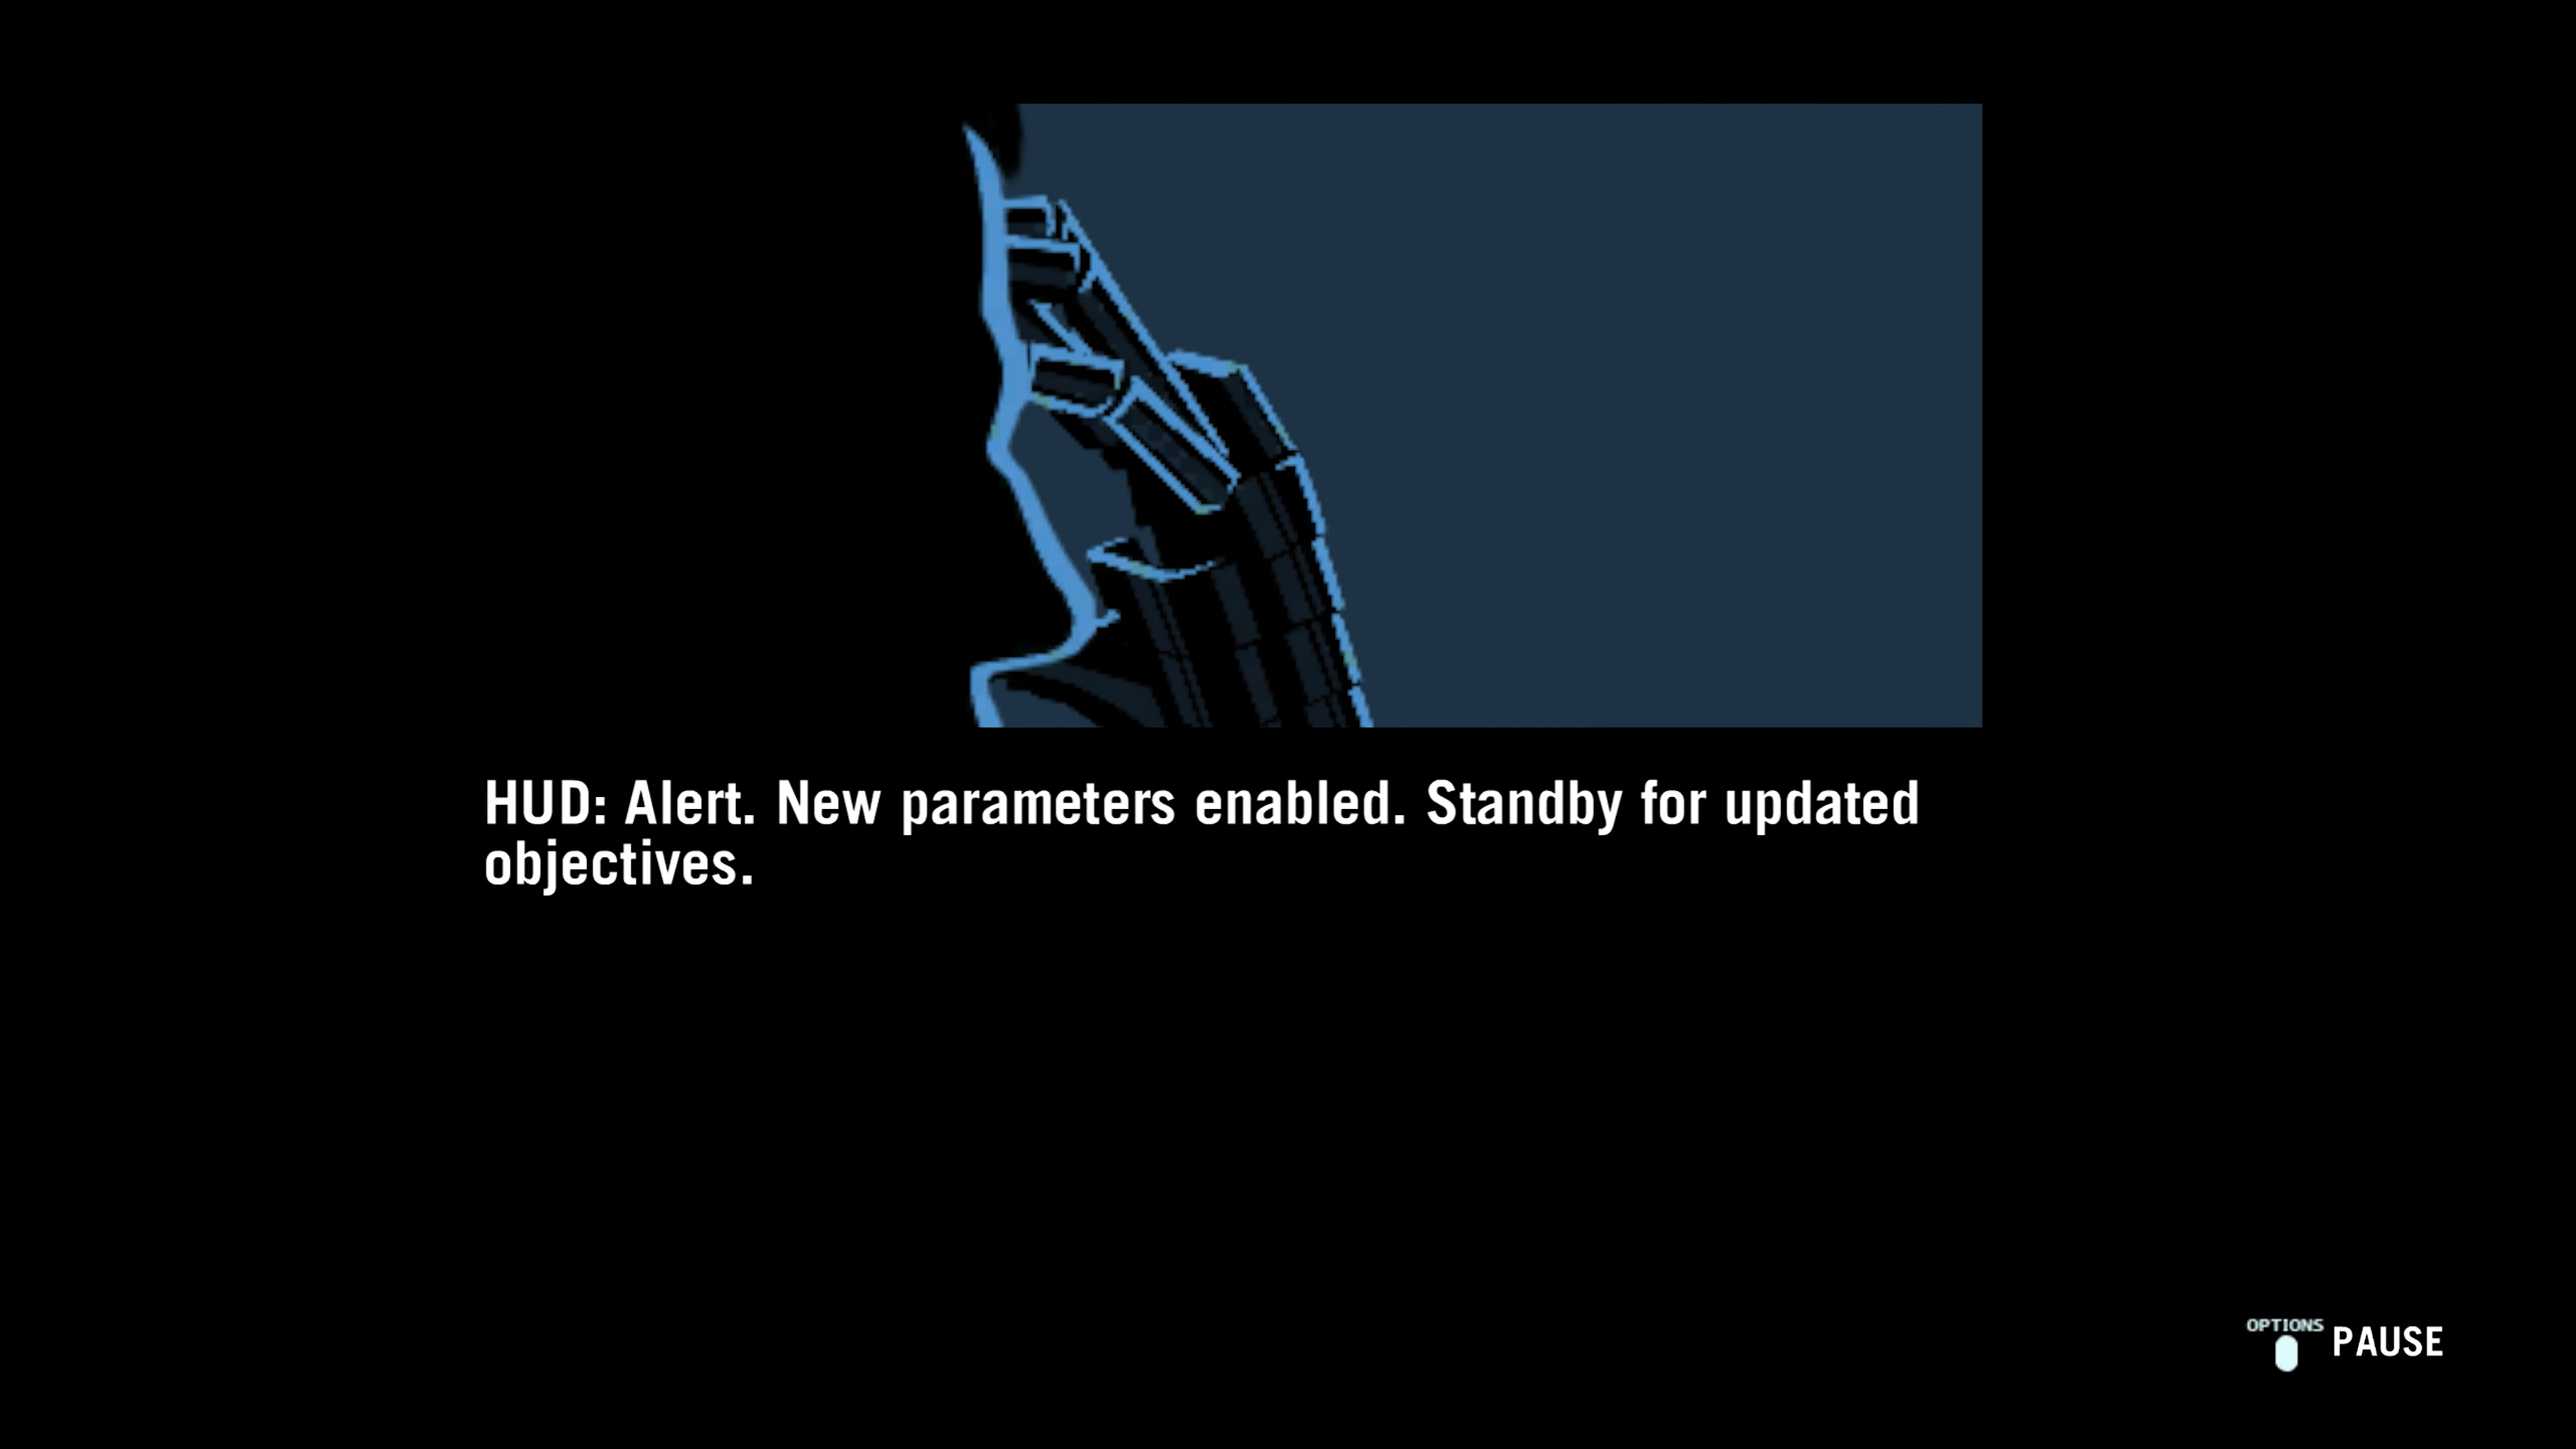 HUD: Alert. New parameters enabled. Standby for updated
objectives.
OPTIONS
PAUSE